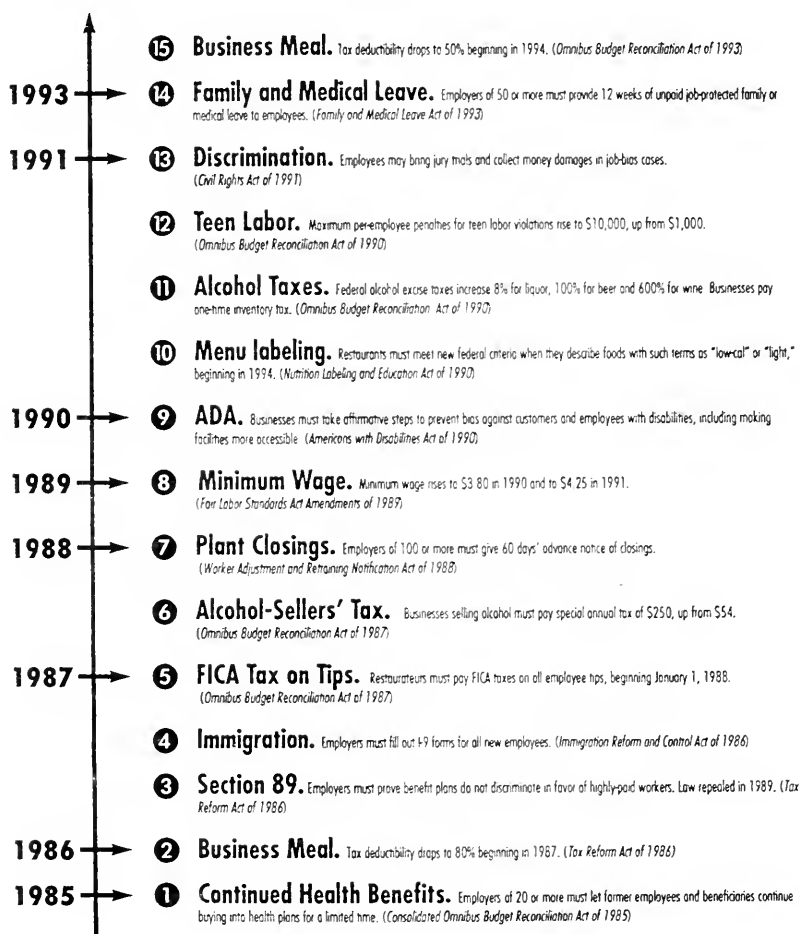 15 Business Meal. Tax deductibility drops to 50% beginning in 1994. (Omnibus Budget Reconciliation Act of 1993)
1993 14 Family and Medical Leave. Employers of 50 or more must provide 12 weeks of unpaid job-protected family or
medical leave to employees. (Family and Medical Leave Act of 1993)
1991 13 Discrimination. Employees may bring jury trials and collect money damages in job-bias cases.
(Civil Rights Act of 1991)
12 Teen Labor. Maximum per-employee penalties for teen labor violations rise to $10,000, up from $1,000.
(Omnibus Budget Reconciliation Act of 1990)
11 Alcohol Taxes. Federal alcohol excise taxes increase 8% for liquor, 100% for beer and 600% for wine Businesses pay
one-time inventory tax. (Omnibus Budget Reconciliation Act of 1990)
10 Menu labeling. Restaurants must meet new federal criteria when they describe foods with such terms as "low-cal" or "light,"
beginning in 1994. (Nutrition Labeling and Education Act of 1990)
1990 9 ADA. Businesses must take affirmative steps to prevent bias against customers and employees with disabilities, including making
facilities more accessible (Americans with Disabilities Act of 1990)
1989 8 Minimum Wage. Minimum wage rises to $3 80 in 1990 and to $4.25 in 1991.
(Fair Labor Standards Act Amendments of 1989)
1988 7 Plant Closings. Employers of 100 or more must give 60 days' advance notice of closings.
(Worker Adjustment and Retraining Notification Act of 1988)
6 Alcohol-Sellers' Tax. Businesses selling alcohol must pay special annual tax of $250, up from $54.
(Omnibus Budget Reconciliation Act of 1987)
1987 5 FICA Tax on Tips. Restaurateurs must pay FICA taxes on all employee tips, beginning January 1, 1988.
(Omnibus Budget Reconciliation Act of 1987)
4 Immigration. Employers must fill out I-9 forms for all new employees. (Immigration Reform and Control Act of 1986)
3 Section 89. Employers must prove benefit plans do not discriminate in favor of highly-paid workers. Law repealed in 1989. (Tax
Reform Act of 1986)
1986 2 Business Meal. Tax deductibility drops to 80% beginning in 1987. (Tax Reform Act of 1986)
1985 1 Continued Health Benefits. Employers of 20 or more must let former employees and beneficiaries continue
buying into health plans for a limited time. (Consolidated Omnibus Budget Reconciliation Act of 1985)